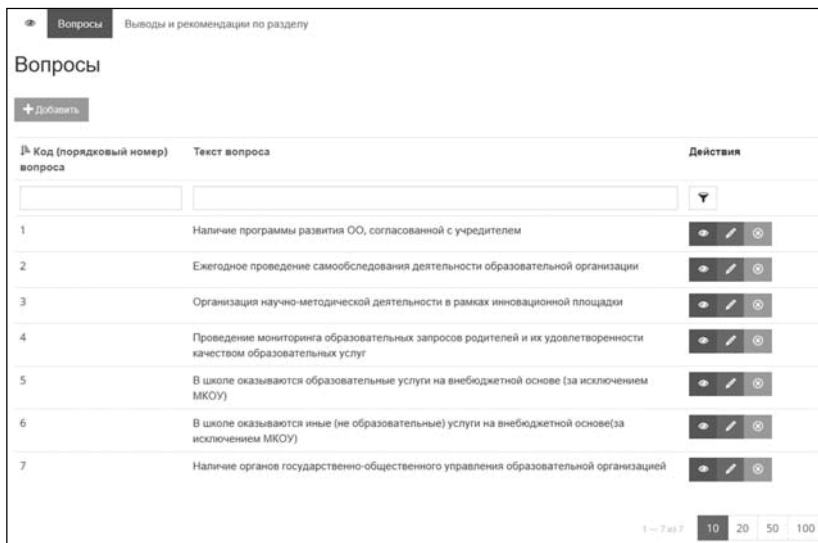 Вопросы Выводы и рекомендации по разделу
Вопросы
Добавить
Код (порядковый номер) Текст вопроса Действия
вопроса
1 Наличие программы развития ОО, согласованной с учредителем
2 Ежегодное проведение самообследования деятельности образовательной организации
3 Организация научно-методической деятельности в рамках инновационной площадки
4 Проведение мониторинга образовательных запросов родителей и их удовлетворенности
качеством образовательных услуг
5 В школе оказываются образовательные услуги на внебюджетной основе (за исключением
МКОУ)
6 В школе оказываются иные (не образовательные) услуги на внебюджетной основе(за
исключением МКОУ)
7 Наличие органов государственно-общественного управления образовательной организацией
1 — 7 из 7 10 20 50 100